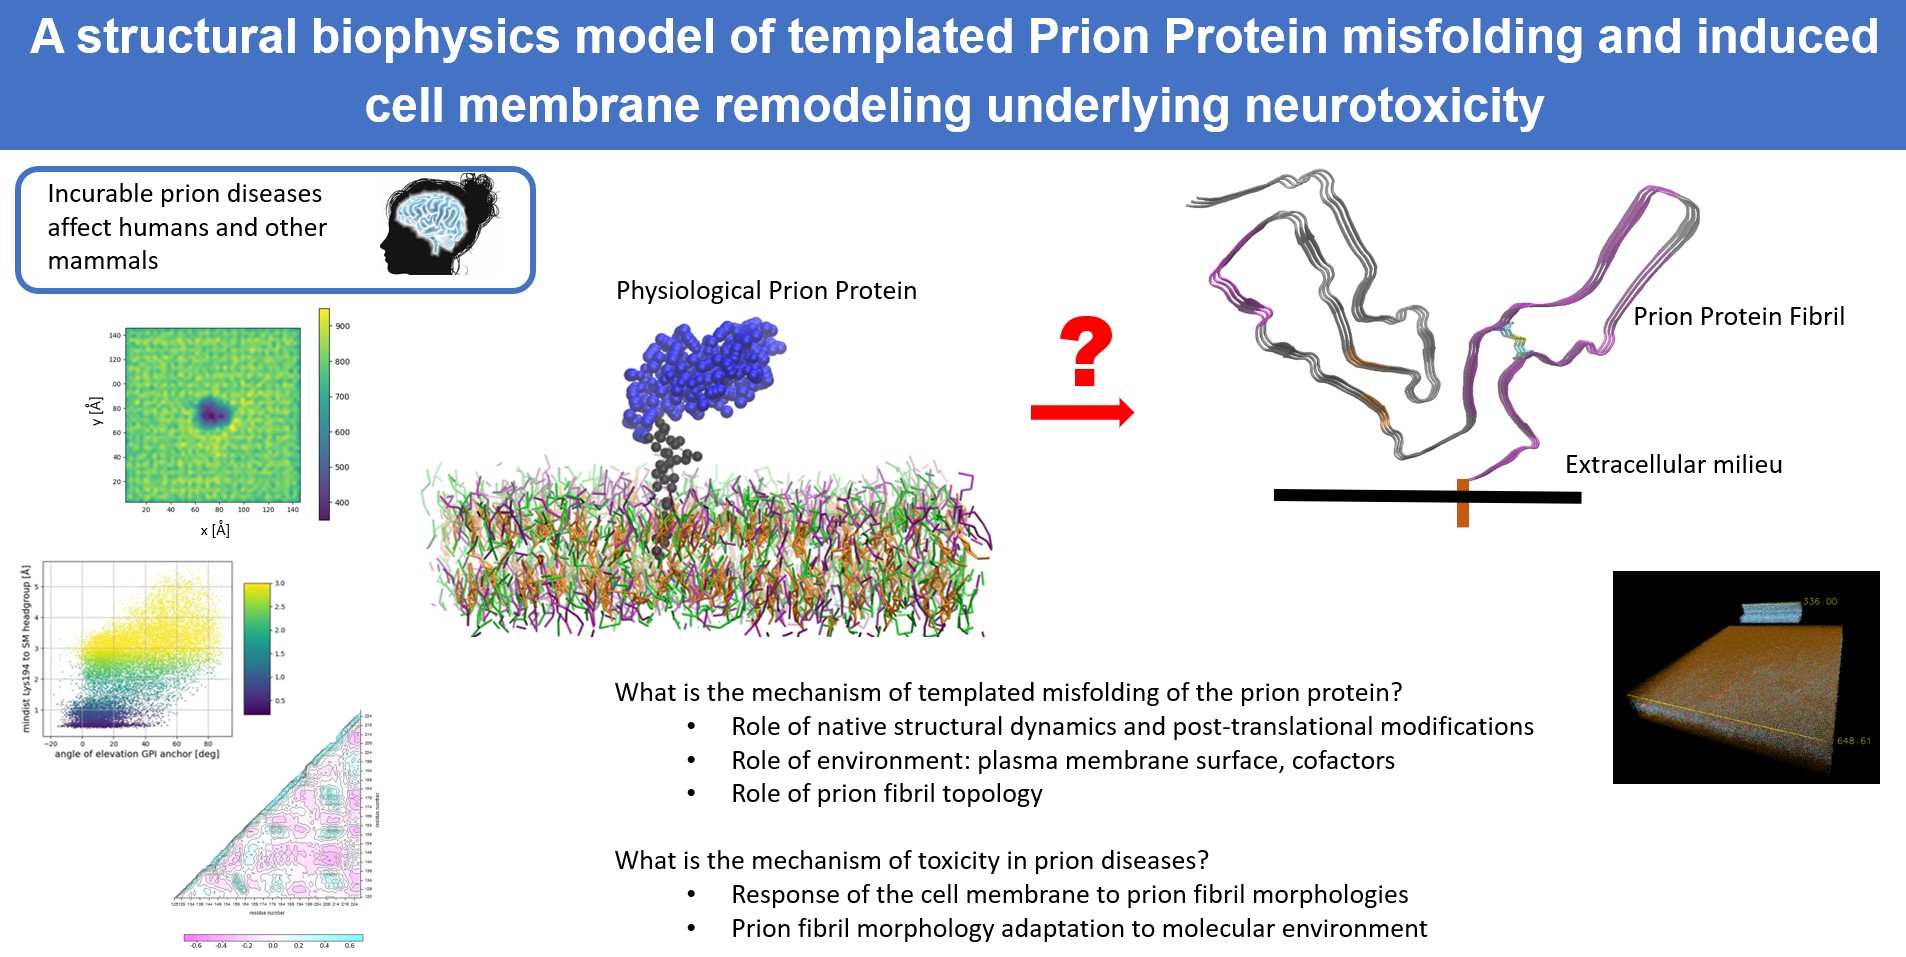 A structural biophysics model of templated Prion Protein misfolding and induced
cell membrane remodeling underlying neurotoxicity
Incurable prion diseases
affect humans and other
mammals
Physiological Prion Protein
?
Prion Protein Fibril
Extracellular milieu
140
120
00
80
60
40
20
y [Å]
20 40 60 80 100 120 140
x [Å]
900
800
700
600
500
400
mindist Lys194 to SM headgroup [Å]
5
4
3
2
1
−20 0 20 40 60 80
angle of elevation GPI anchor [deg]
3.0
2.5
2.0
1.5
1.0
0.5
residue number
residue number
-0.6 -0.4 -0.2 0.0 0.2 0.4 0.6
336.00
648.61
What is the mechanism of templated misfolding of the prion protein?
• Role of native structural dynamics and post-translational modifications
• Role of environment: plasma membrane surface, cofactors
• Role of prion fibril topology
What is the mechanism of toxicity in prion diseases?
• Response of the cell membrane to prion fibril morphologies
• Prion fibril morphology adaptation to molecular environment